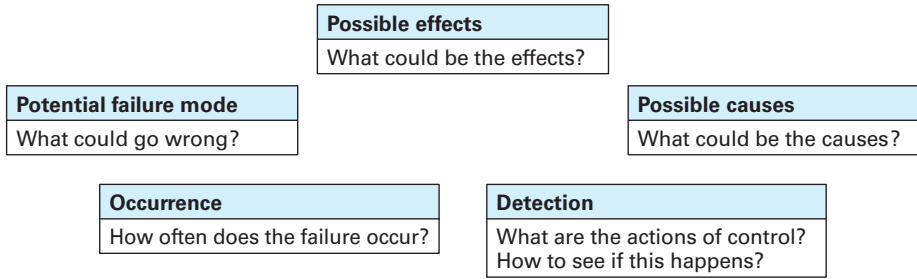 Possible effects
What could be the effects?
Potential failure mode
What could go wrong?
Possible causes
What could be the causes?
Occurrence
How often does the failure occur?
Detection
What are the actions of control?
How to see if this happens?